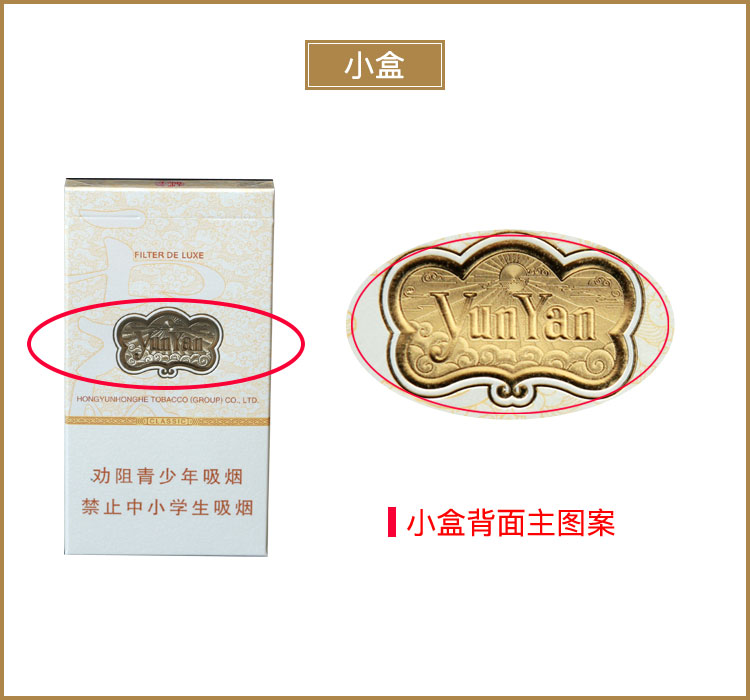 小盒
FILTER DE LUXE
YunYan
HONGYUNHONGHE TOBACCO (GROUP) CO., LTD.
CLASSIC
劝阻青少年吸烟
禁止中小学生吸烟
YunYan
小盒背面主图案